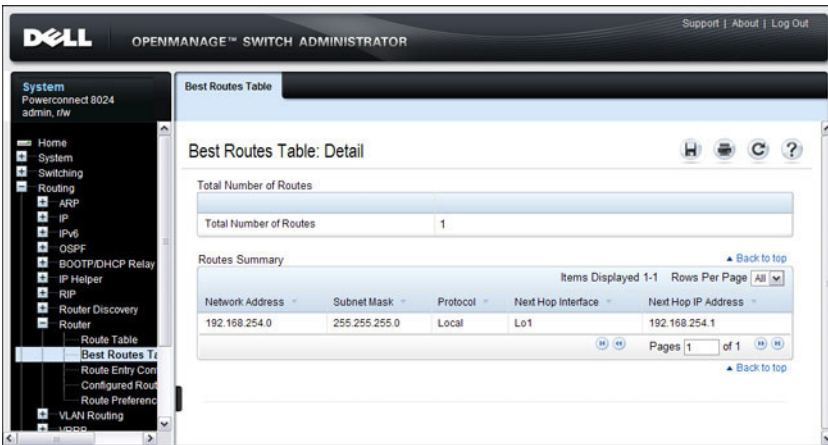 Support | About | Log Out
DELL OPENMANAGE™ SWITCH ADMINISTRATOR
System
Powerconnect 8024
admin, r/w
Best Routes Table
Home
System
Switching
Routing
ARP
IP
IPv6
OSPF
BOOTP/DHCP Relay
IP Helper
RIP
Router Discovery
Router
Route Table
Best Routes Ta
Route Entry Con
Configured Rout
Route Preferenc
VLAN Routing
VRRP
Best Routes Table: Detail
Total Number of Routes
Total Number of Routes 1
Routes Summary
Back to top
Items Displayed 1-1 Rows Per Page All
Network Address Subnet Mask Protocol Next Hop Interface Next Hop IP Address
192.168.254.0 255.255.255.0 Local Lo1 192.168.254.1
Pages 1 of 1
Back to top